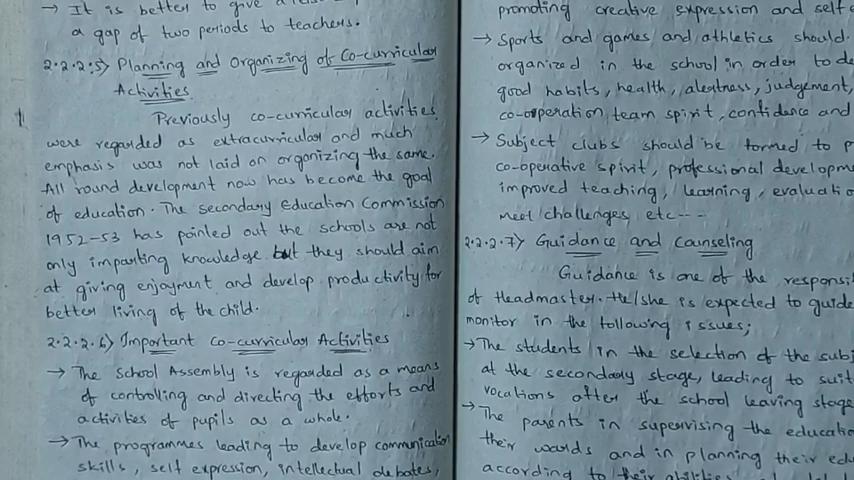 → It is better to give a
a gap of two periods to teachers.
2.2.2.5) Planning and Organizing of Co-curricular
Activities
Previously co-curricular activities
were regarded as extracurricular and much
emphasis was not laid on organizing the same.
All round development now has become the goal
of education. The secondary Education Commission
1952-53 has pointed out the schools are not
only imparting knowledge but they should aim
at giving enjoyment and develop productivity for
better living of the child.
2.2.2.6) Important Co-curricular Activities
→ The School Assembly is regarded as a means
of controlling and directing the efforts and
activities of pupils as a whole.
→ The programmes leading to develop communication
skills, self expression, intellectual debates,
promoting creative expression and self
→ Sports and games and athletics should
organized in the school in order to
good habits, health, alertness, judgement,
co-operation, team spirit, confidence and
→ Subject clubs should be formed to
co-operative spirit, professional
improved teaching, learning,
meet challenges, etc--
2.2.2.7) Guidance and Counseling
Guidance is one of the
of Headmaster. He/she is expected to guide
monitor in the following issues;
→ The students in the selection of the
at the secondary stage, leading to
vocations after the school leaving stage
→ The parents in supervising the
their wards and in planning their
according to their abilities